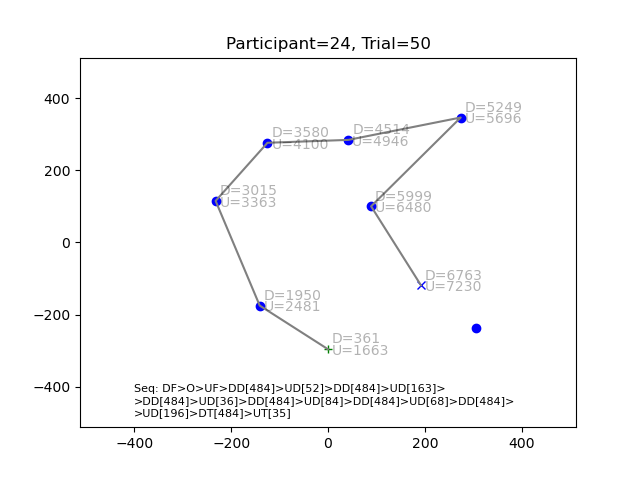 Participant=24, Trial=50
400
200
0
−200
−400
−400
−200
0
200
400
D=5249
U=5696
D=4514
U=4946
D=3580
U=4100
D=3015
U=3363
D=5999
U=6480
D=6763
U=7230
D=1950
U=2481
D=361
U=1663
Seq: DF>O>UF>DD[484]>UD[52]>DD[484]>UD[163]>
>DD[484]>UD[36]>DD[484]>UD[84]>DD[484]>UD[68]>DD[484]>
>UD[196]>DT[484]>UT[35]